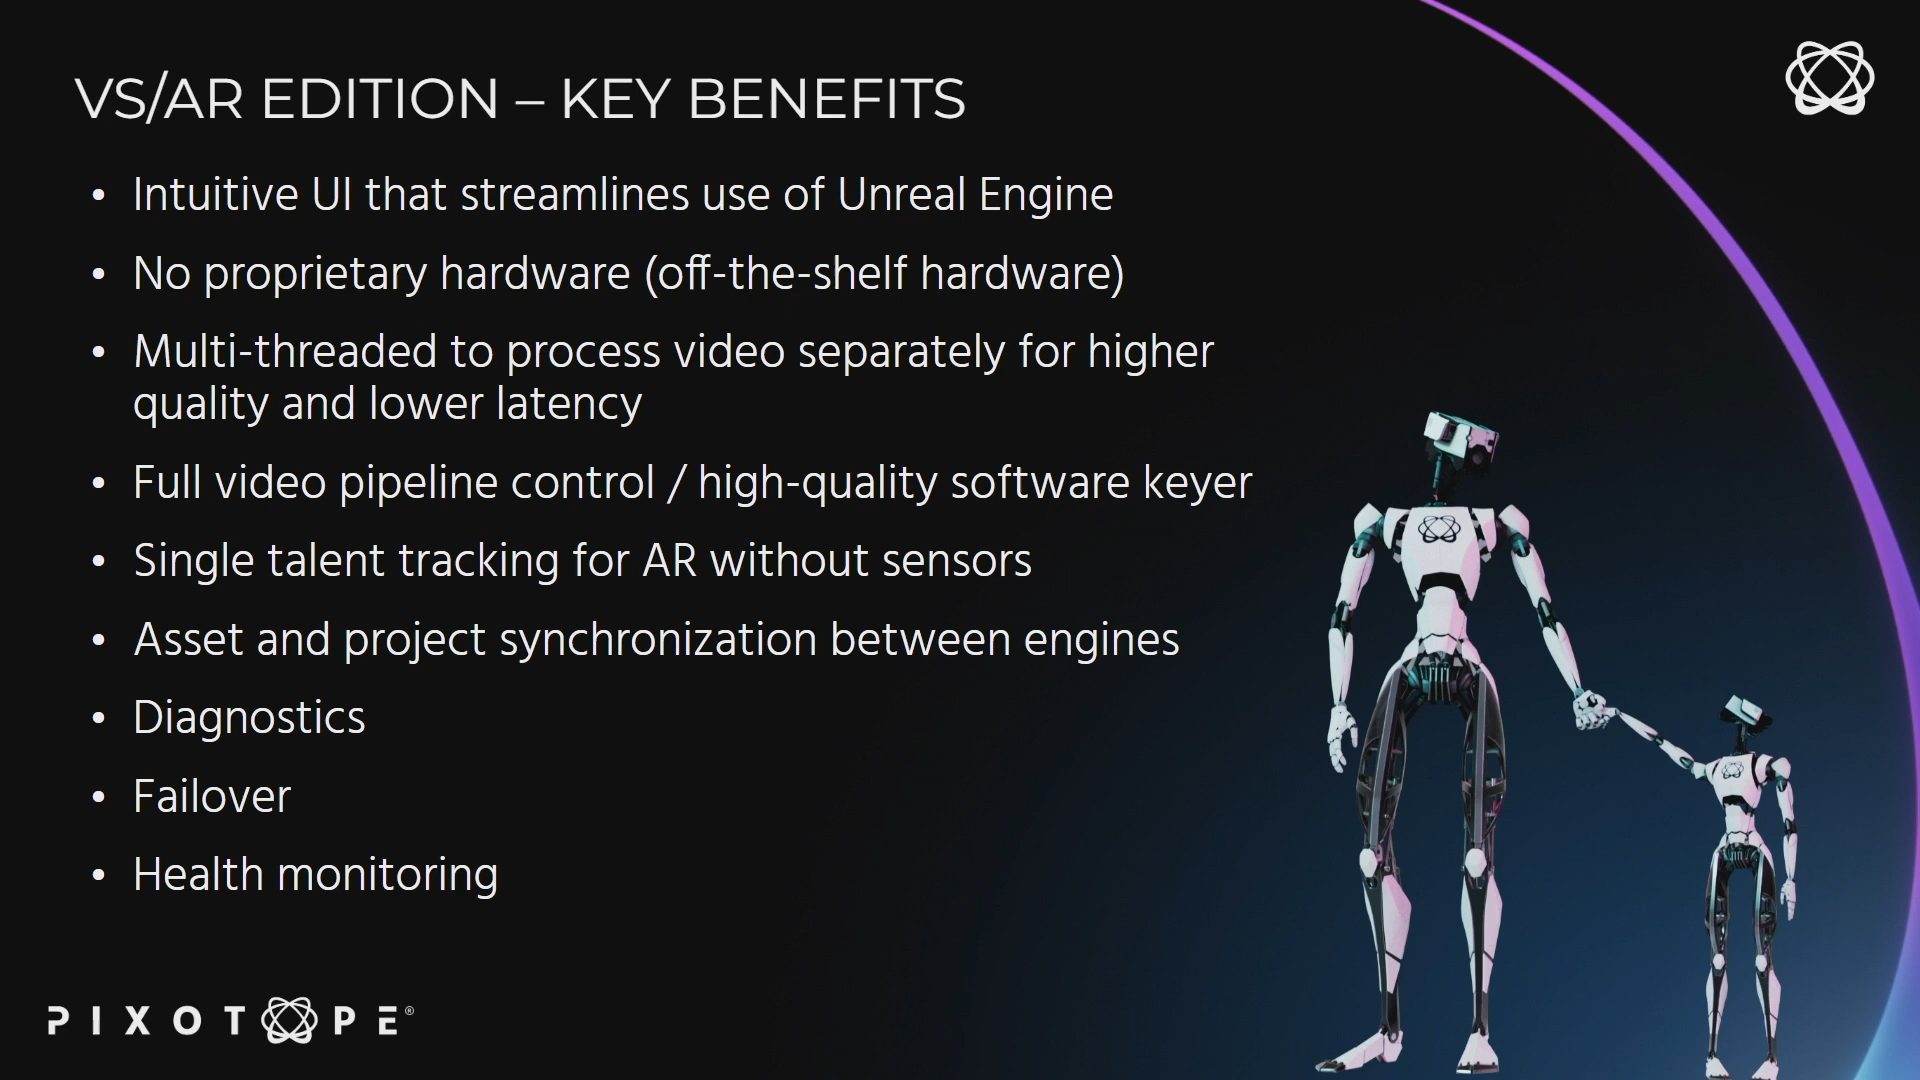 VS/AR EDITION – KEY BENEFITS
• Intuitive UI that streamlines use of Unreal Engine
• No proprietary hardware (off-the-shelf hardware)
• Multi-threaded to process video separately for higher
quality and lower latency
• Full video pipeline control / high-quality software keyer
• Single talent tracking for AR without sensors
• Asset and project synchronization between engines
• Diagnostics
• Failover
• Health monitoring
PIXOTOPE®